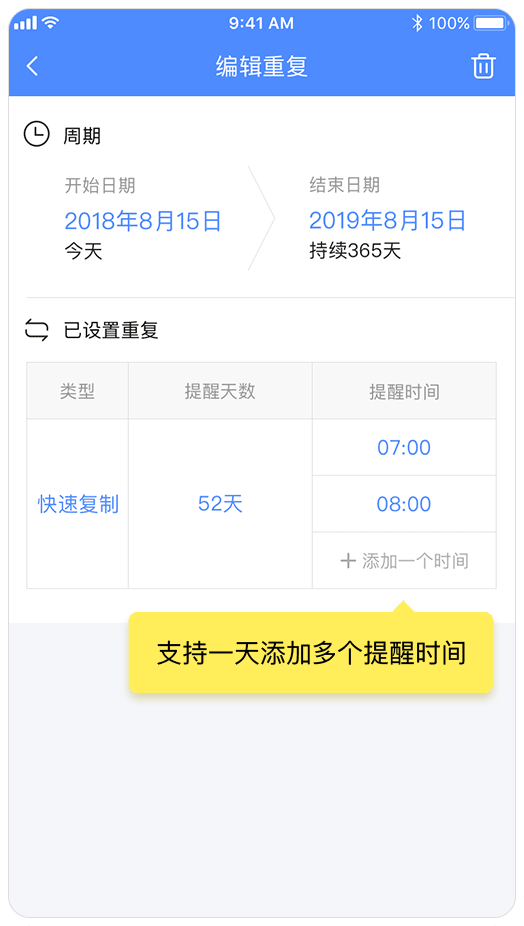 9:41 AM
100%
编辑重复
周期
开始日期
结束日期
2018年8月15日
2019年8月15日
今天
持续365天
已设置重复
类型
提醒天数
提醒时间
快速复制
52天
07:00
08:00
+ 添加一个时间
支持一天添加多个提醒时间